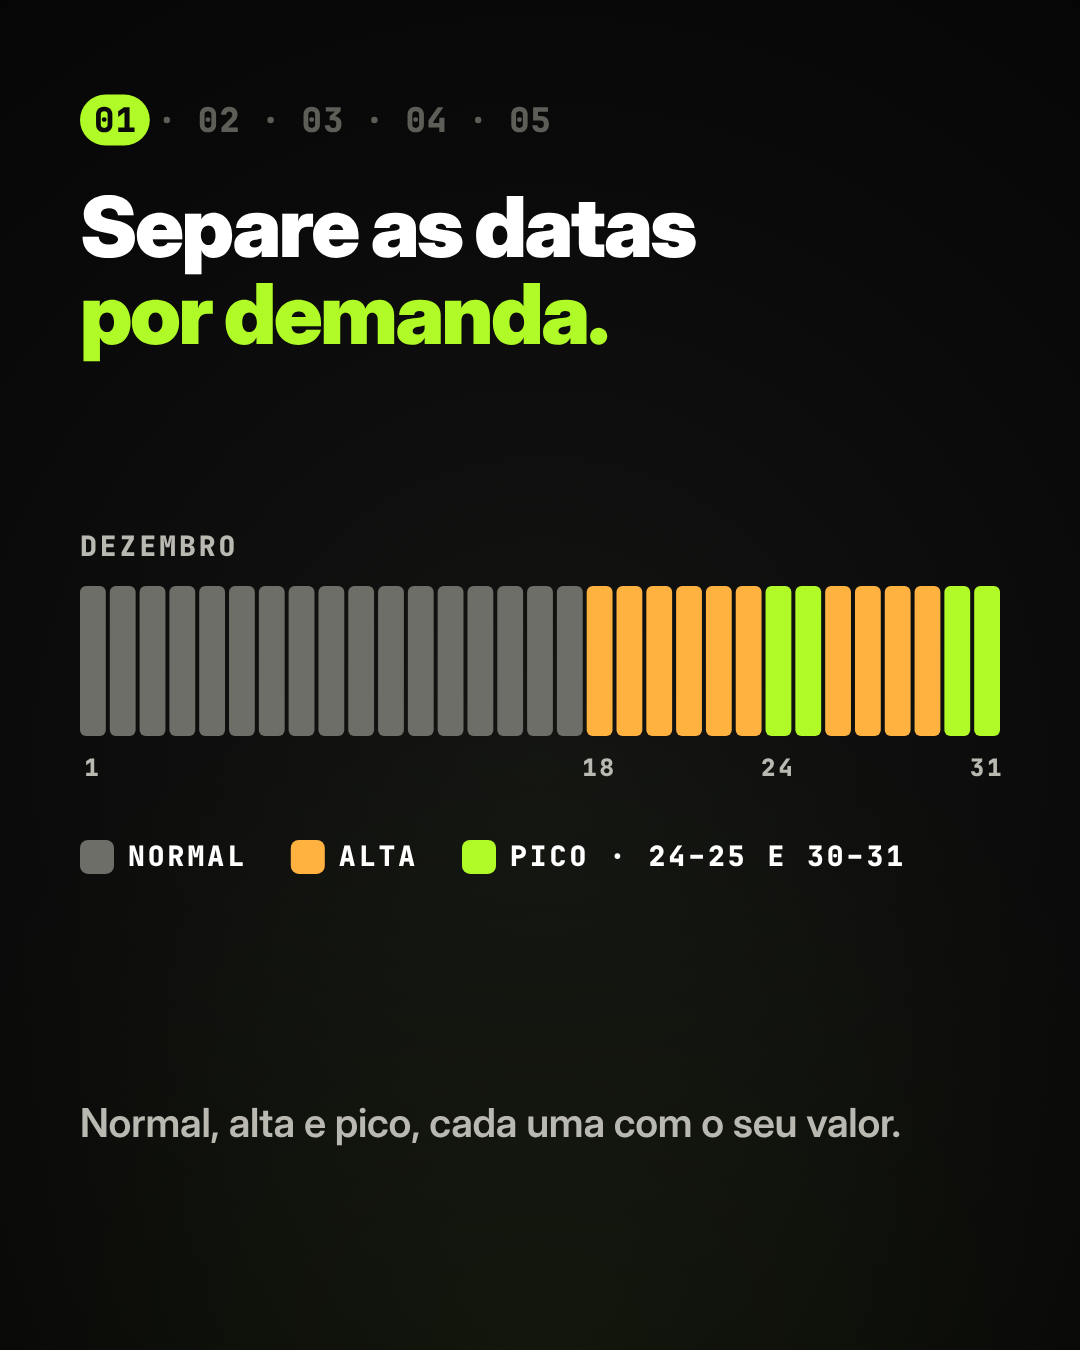 01 · 02 · 03 · 04 · 05
Separe as datas
por demanda.
DEZEMBRO
1 18 24 31
NORMAL ALTA PICO · 24–25 E 30–31
Normal, alta e pico, cada uma com o seu valor.